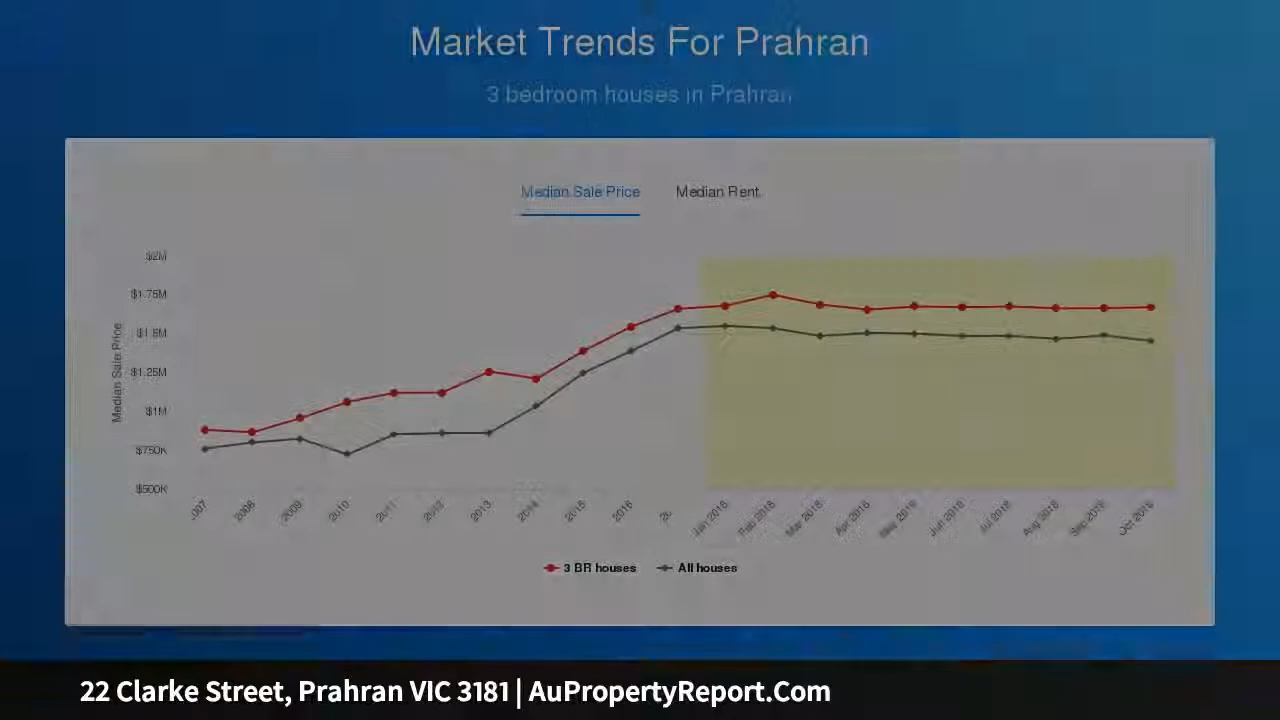 Market Trends For Prahran
3 bedroom houses in Prahran
Median Sale Price Median Rent
$2M
$1.75M
$1.5M
$1.25M
$1M
$750K
$500K
Median Sale Price
2008 2009 2010 2011 2012 2013 2014 2015 2016 Jan 2018 Feb 2018 Mar 2018 Apr 2018 May 2018 Jun 2018 Jul 2018 Aug 2018 Sep 2018 Oct 2018
3 BR houses All houses
22 Clarke Street, Prahran VIC 3181 | AuPropertyReport.Com